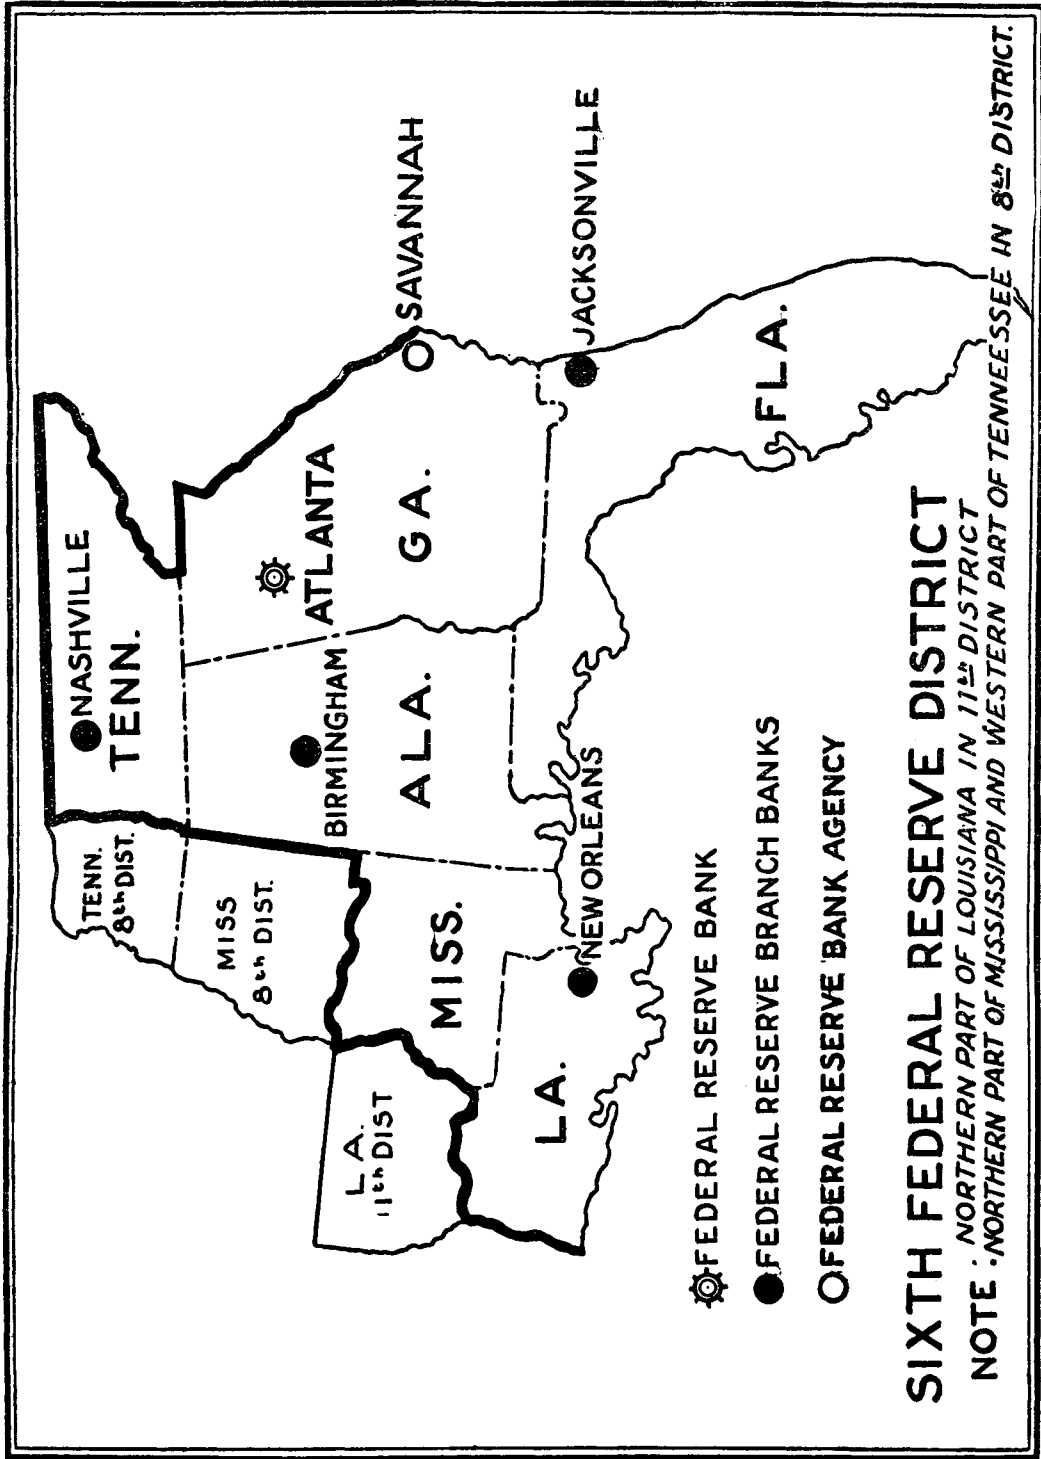 NASHVILLE
TENN.
TENN.
8th DIST.
MISS
8th DIST.
ATLANTA
BIRMINGHAM
SAVANNAH
GA.
ALA.
MISS.
LA.
11th DIST
JACKSONVILLE
NEW ORLEANS
LA.
FLA.
FEDERAL RESERVE BANK
FEDERAL RESERVE BRANCH BANKS
FEDERAL RESERVE BANK AGENCY
SIXTH FEDERAL RESERVE DISTRICT
NOTE · NORTHERN PART OF LOUISIANA IN 11th DISTRICT
· NORTHERN PART OF MISSISSIPPI AND WESTERN PART OF TENNESSEE IN 8th DISTRICT.